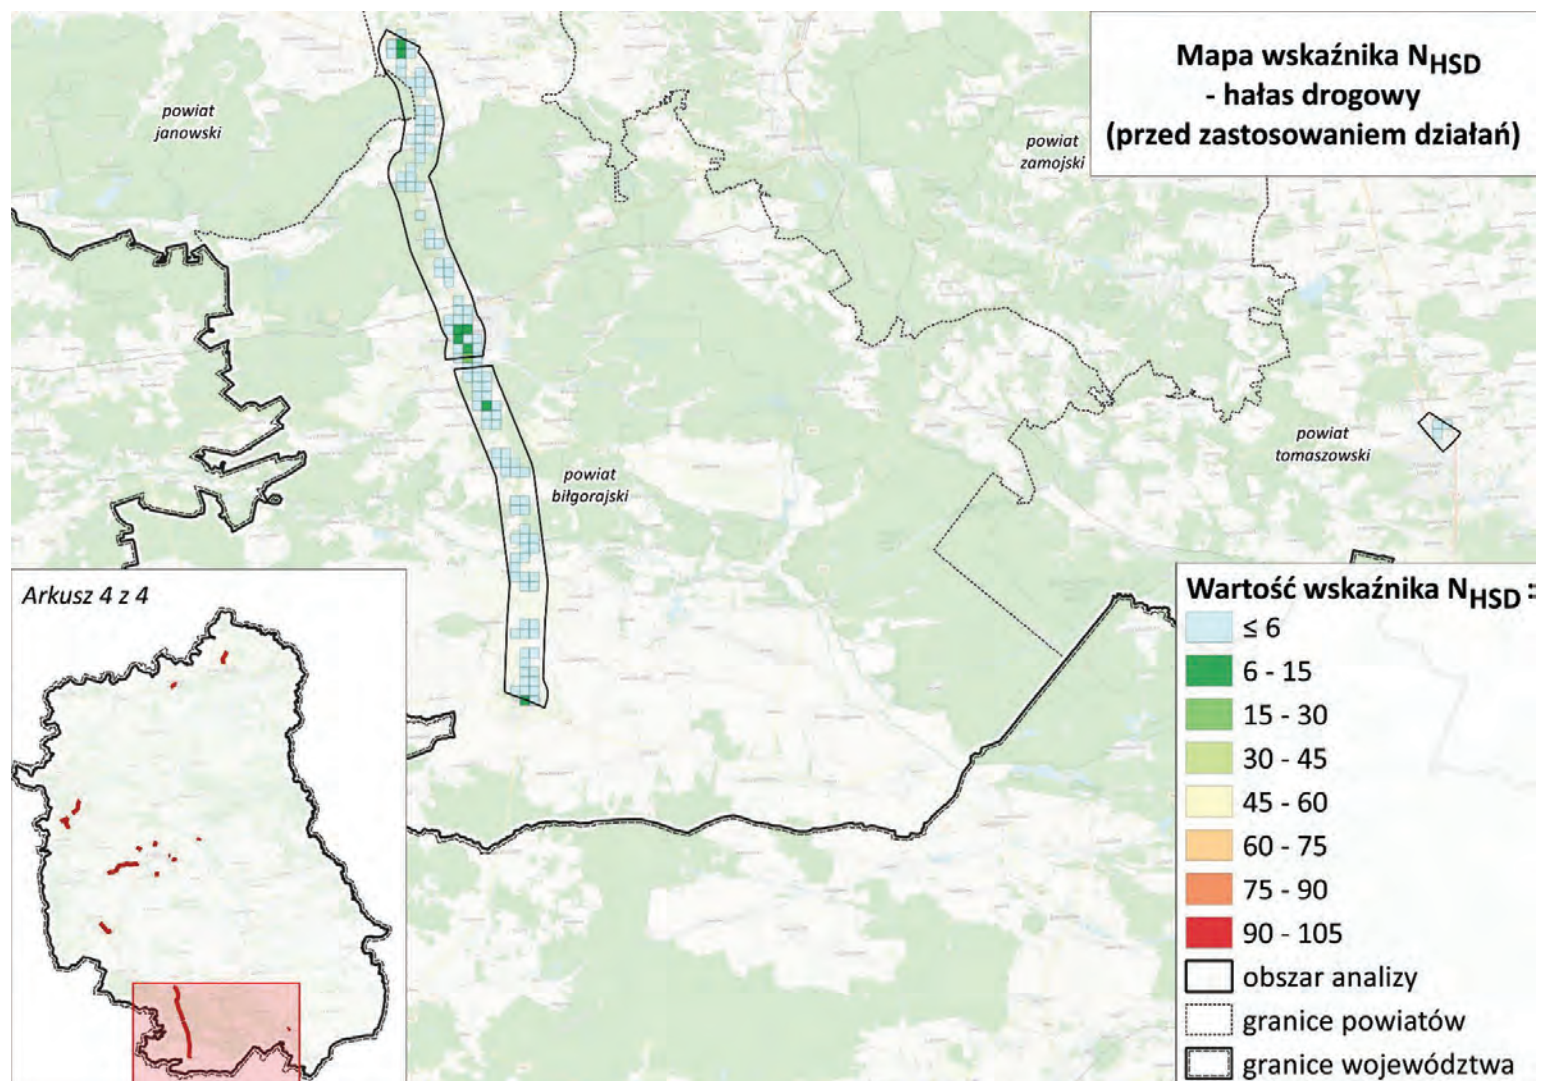 Mapa wskaźnika N_HSD
- hałas drogowy
(przed zastosowaniem działań)
powiat
janowski
powiat
zamojski
powiat
tomaszowski
powiat
biłgorajski
Arkusz 4 z 4
Wartość wskaźnika N_HSD :
≤ 6
6 - 15
15 - 30
30 - 45
45 - 60
60 - 75
75 - 90
90 - 105
obszar analizy
granice powiatów
granice województwa